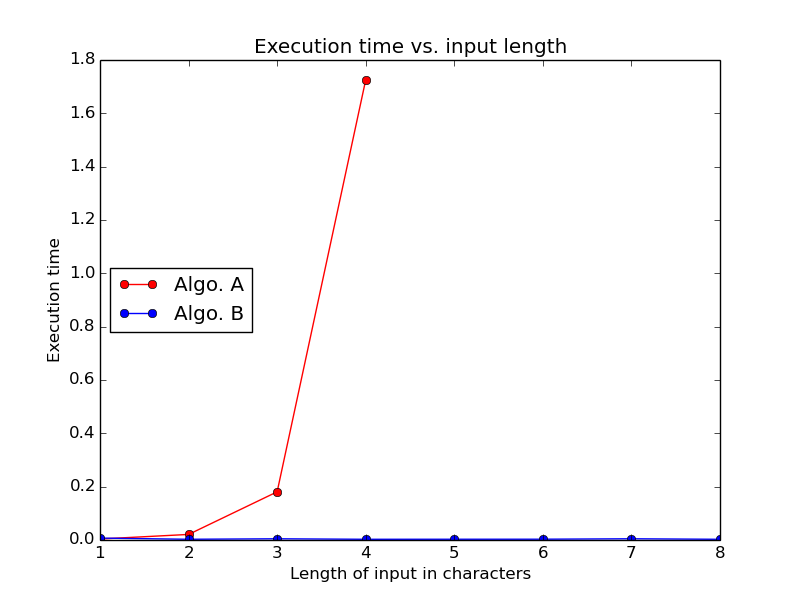 Execution time vs. input length
1.8
1.6
1.4
1.2
1.0
0.8
0.6
0.4
0.2
0.0
Execution time
Algo. A
Algo. B
1 2 3 4 5 6 7 8
Length of input in characters